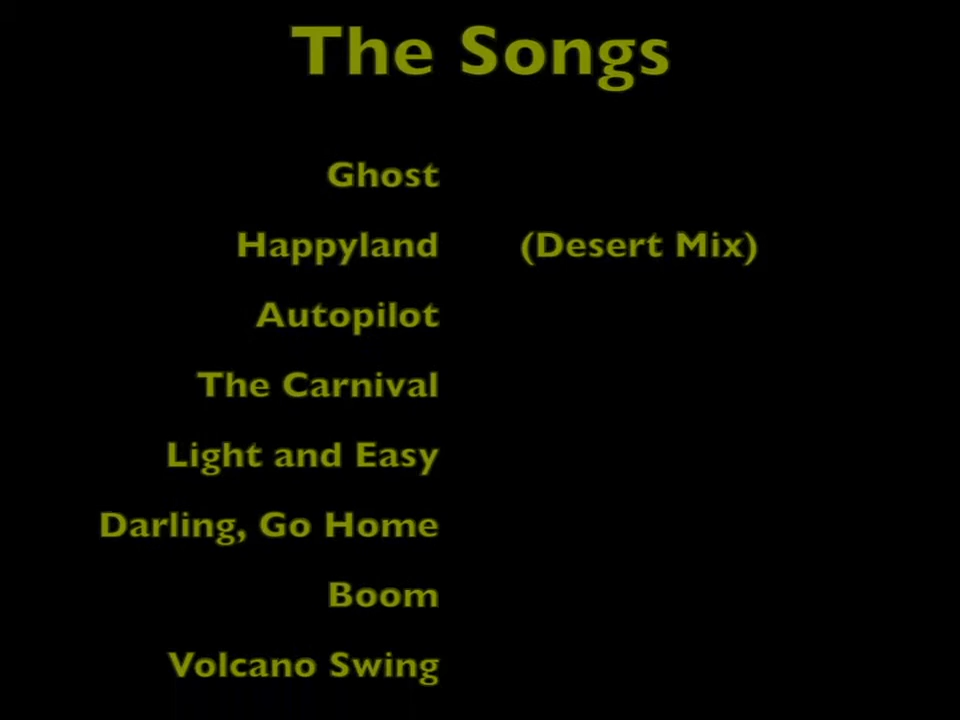 The Songs
Ghost
Happyland (Desert Mix)
Autopilot
The Carnival
Light and Easy
Darling, Go Home
Boom
Volcano Swing